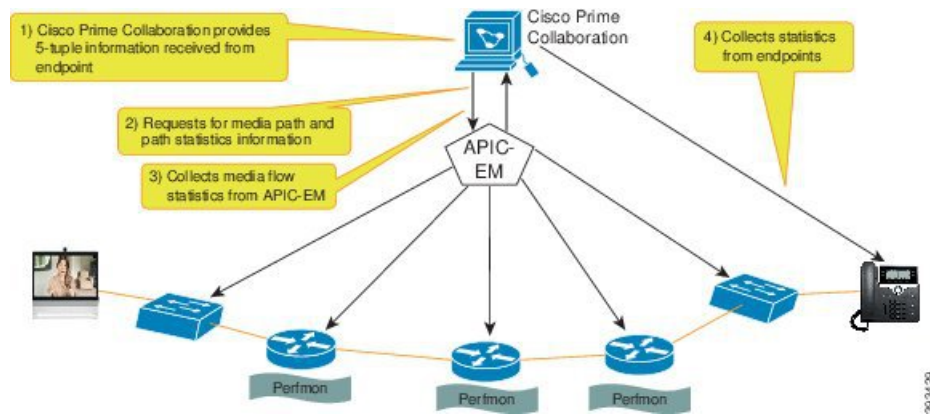 1) Cisco Prime Collaboration provides
5-tuple information received from
endpoint
Cisco Prime
Collaboration
4) Collects statistics
from endpoints
2) Requests for media path and
path statistics information
APIC-
EM
3) Collects media flow
statistics from APIC-EM
Perfmon
Perfmon
Perfmon